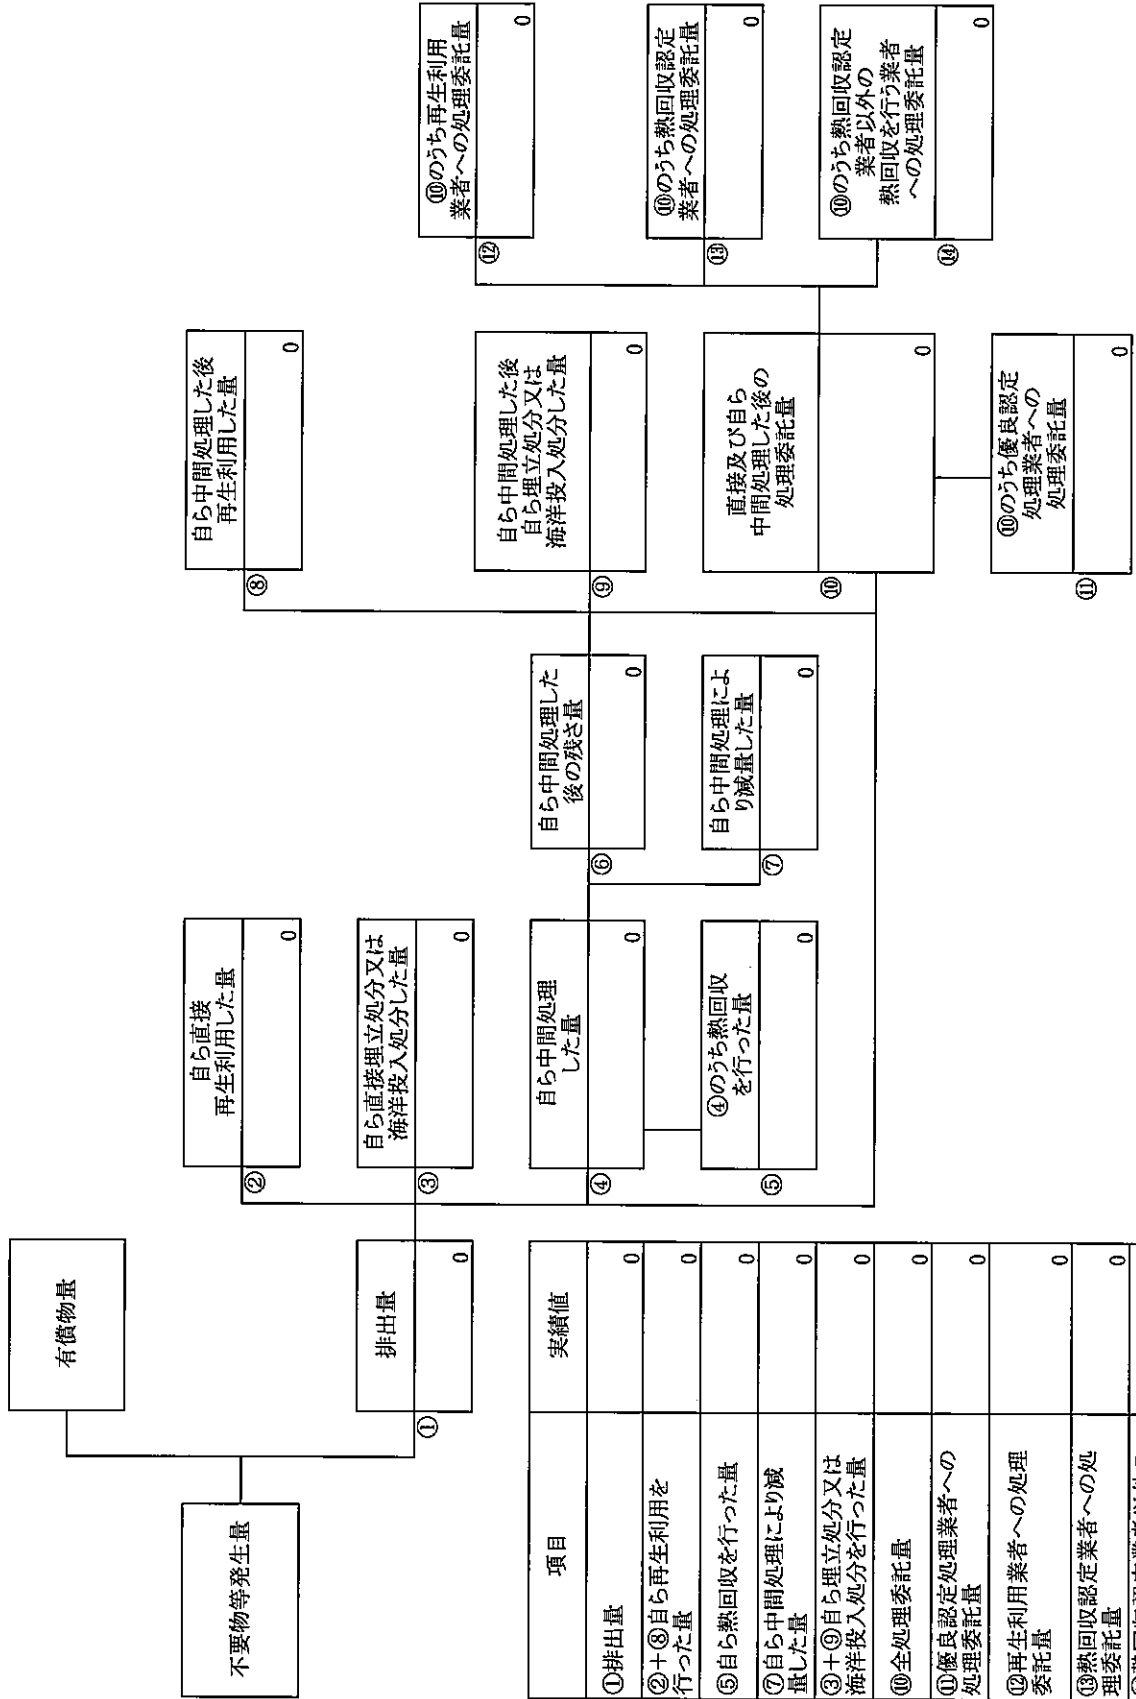 有償物量
不要物等発生量
排出量
①
0
自ら直接
再生利用した量
②
0
自ら直接埋立処分又は
海洋投入処分した量
③
0
自ら中間処理
した量
④
0
④のうち熱回収
を行った量
⑤
0
自ら中間処理した
後の残さ量
⑥
0
自ら中間処理によ
り減量した量
⑦
0
自ら中間処理した後
再生利用した量
⑧
0
自ら中間処理した後
自ら埋立処分又は
海洋投入処分した量
⑨
0
直接及び自ら
中間処理した後の
処理委託量
⑩
0
⑩のうち優良認定
処理業者への
処理委託量
⑪
0
⑩のうち再生利用
業者への処理委託量
⑫
0
⑩のうち熱回収認定
業者への処理委託量
⑬
0
⑩のうち熱回収認定
業者以外の
熱回収を行う業者
への処理委託量
⑭
0
項目
実績値
①排出量
0
②+⑧自ら再生利用を
行った量
0
⑤自ら熱回収を行った量
0
⑦自ら中間処理により減
量した量
0
③+⑨自ら埋立処分又は
海洋投入処分を行った量
0
⑩全処理委託量
0
⑪優良認定処理業者への
処理委託量
0
⑫再生利用業者への処理
委託量
0
⑬熱回収認定業者への処
理委託量
0